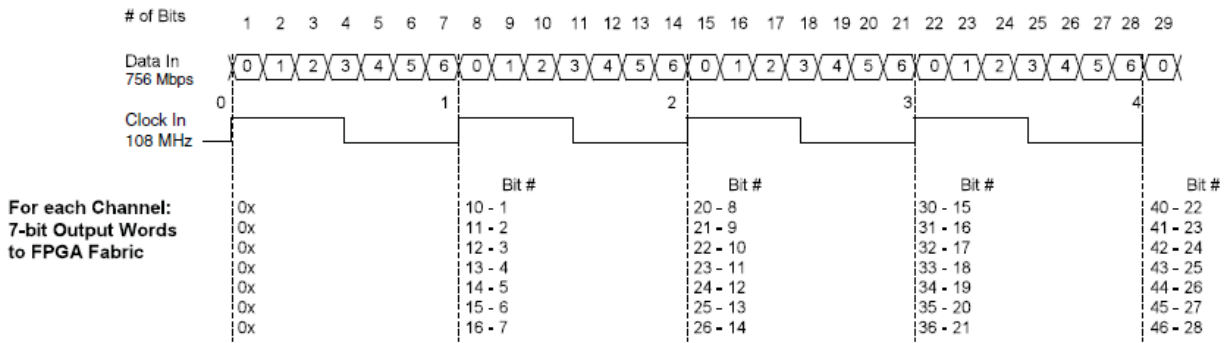 # of Bits 1 2 3 4 5 6 7 8 9 10 11 12 13 14 15 16 17 18 19 20 21 22 23 24 25 26 27 28 29
Data In 0 1 2 3 4 5 6 0 1 2 3 4 5 6 0 1 2 3 4 5 6 0 1 2 3 4 5 6 0
756 Mbps
0 1 2 3 4
Clock In
108 MHz
Bit # Bit # Bit # Bit #
For each Channel: 0x 10 - 1 20 - 8 30 - 15 40 - 22
7-bit Output Words 0x 11 - 2 21 - 9 31 - 16 41 - 23
to FPGA Fabric 0x 12 - 3 22 - 10 32 - 17 42 - 24
0x 13 - 4 23 - 11 33 - 18 43 - 25
0x 14 - 5 24 - 12 34 - 19 44 - 26
0x 15 - 6 25 - 13 35 - 20 45 - 27
0x 16 - 7 26 - 14 36 - 21 46 - 28